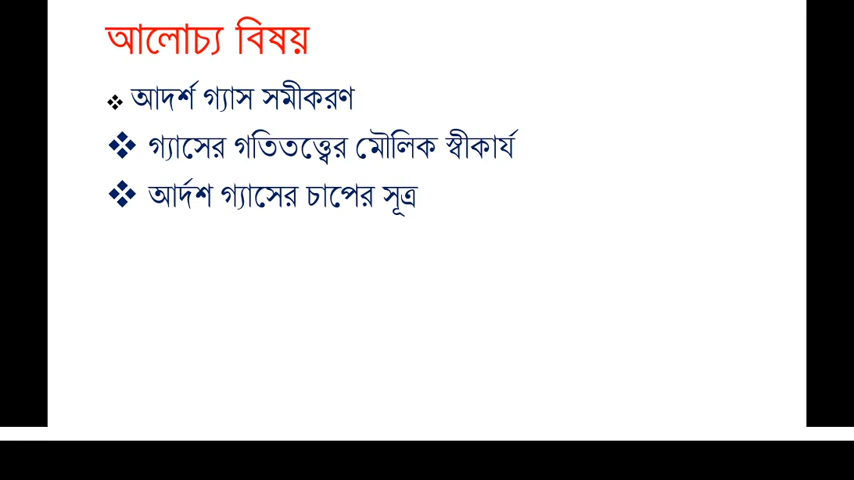 আলোচ্য বিষয়
আদর্শ গ্যাস সমীকরণ
গ্যাসের গতিতত্ত্বের মৌলিক স্বীকার্য
আর্দশ গ্যাসের চাপের সূত্র